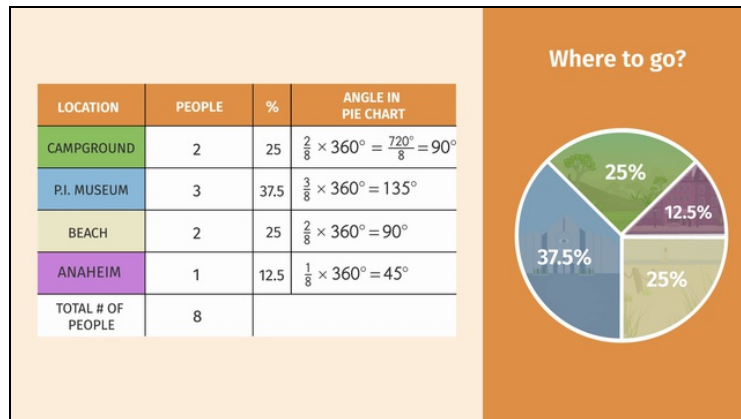 Where to go?
LOCATION PEOPLE % ANGLE IN PIE CHART
CAMPGROUND 2 25 2/8 × 360° = 720°/8 = 90°
P.I. MUSEUM 3 37.5 3/8 × 360° = 135°
BEACH 2 25 2/8 × 360° = 90°
ANAHEIM 1 12.5 1/8 × 360° = 45°
TOTAL # OF PEOPLE 8
25%
12.5%
37.5%
25%